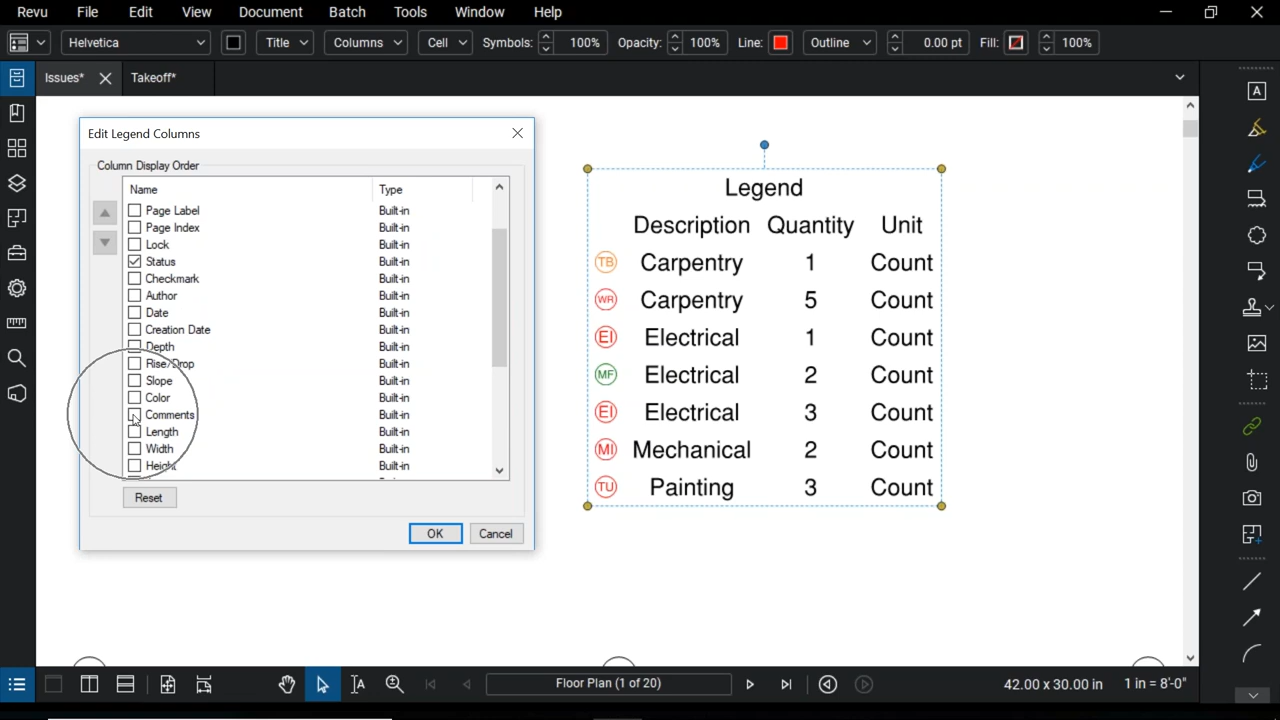 Revu File Edit View Document Batch Tools Window Help
Helvetica Title Columns Cell Symbols: 100% Opacity: 100% Line: Outline 0.00 pt Fill: 100%
Issues* Takeoff*
Edit Legend Columns
Column Display Order
Name Type
Page Label Built-in
Page Index Built-in
Lock Built-in
Status Built-in
Checkmark Built-in
Author Built-in
Date Built-in
Creation Date Built-in
Depth Built-in
Rise/Drop Built-in
Slope Built-in
Color Built-in
Comments Built-in
Length Built-in
Width Built-in
Height Built-in
Reset
OK Cancel
Legend
Description Quantity Unit
TB Carpentry 1 Count
WR Carpentry 5 Count
EI Electrical 1 Count
MF Electrical 2 Count
EI Electrical 3 Count
MI Mechanical 2 Count
TU Painting 3 Count
Floor Plan (1 of 20) 42.00 x 30.00 in 1 in = 8'-0"